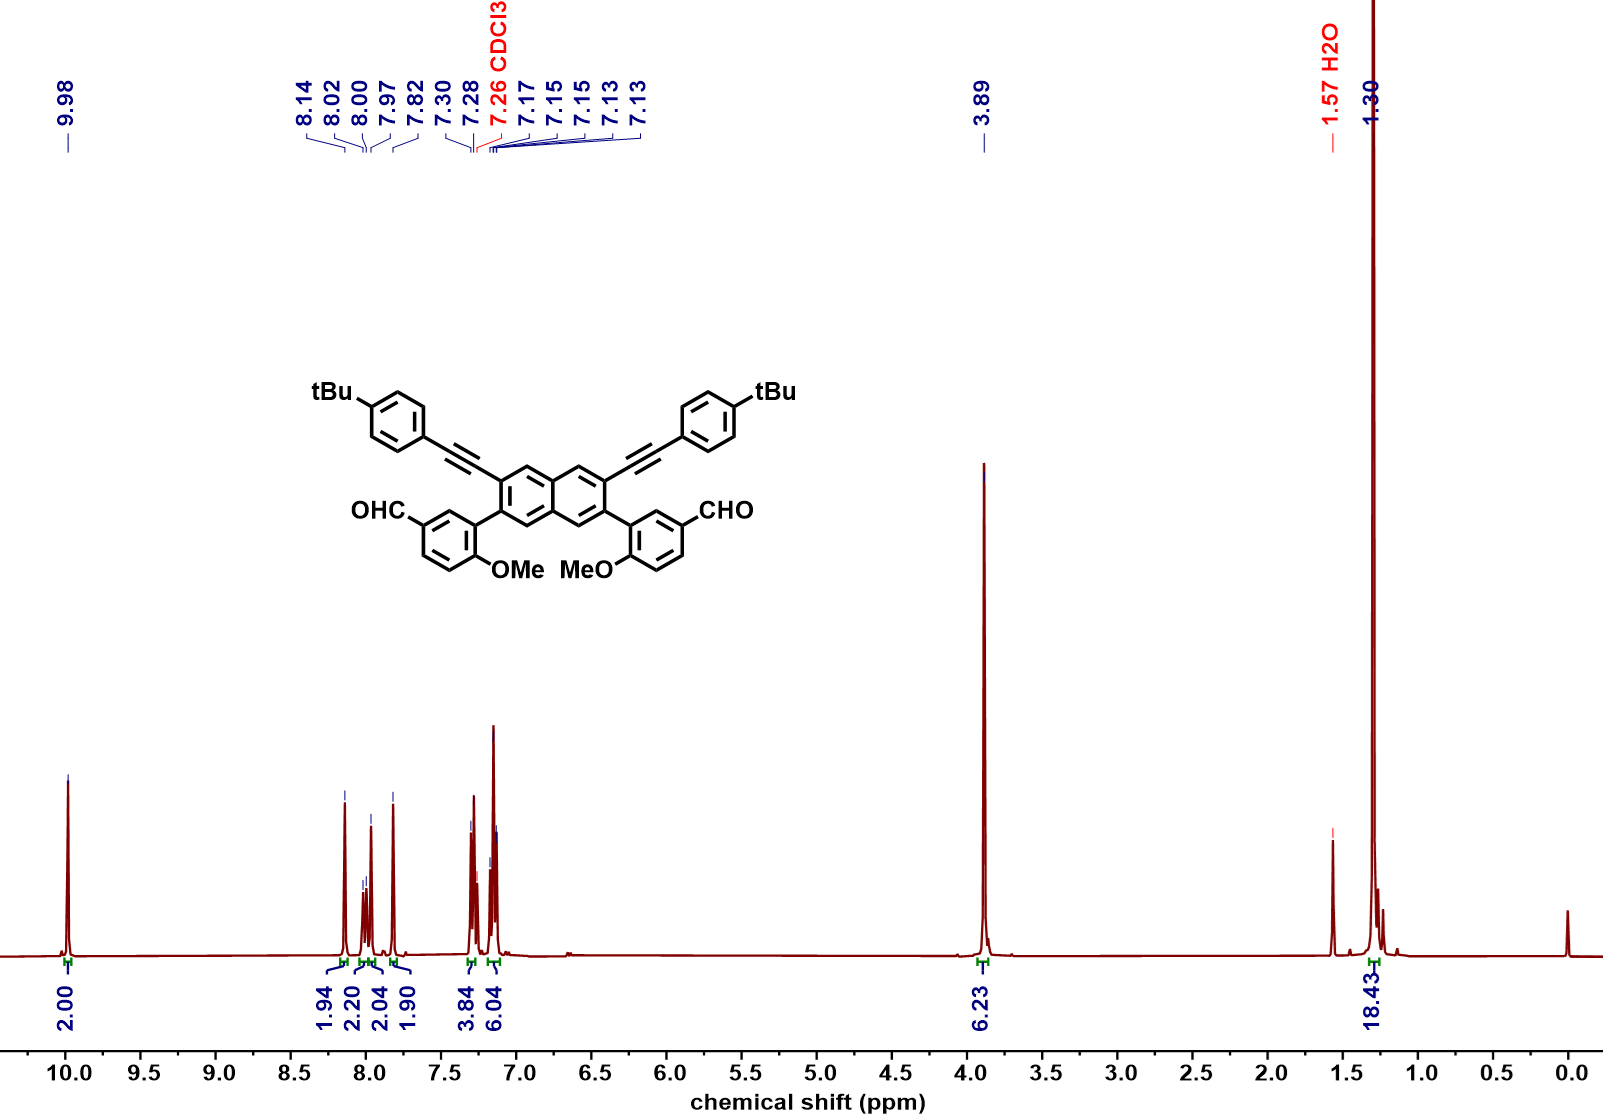 9.98
8.14
8.02
8.00
7.97
7.82
7.30
7.28
7.26 CDCl3
7.17
7.15
7.15
7.13
7.13
3.89
1.57 H2O
1.30
tBu
tBu
OHC
CHO
OMe
MeO
2.00
1.94
2.20
2.04
1.90
3.84
6.04
6.23
18.43
10.0 9.5 9.0 8.5 8.0 7.5 7.0 6.5 6.0 5.5 5.0 4.5 4.0 3.5 3.0 2.5 2.0 1.5 1.0 0.5 0.0
chemical shift (ppm)